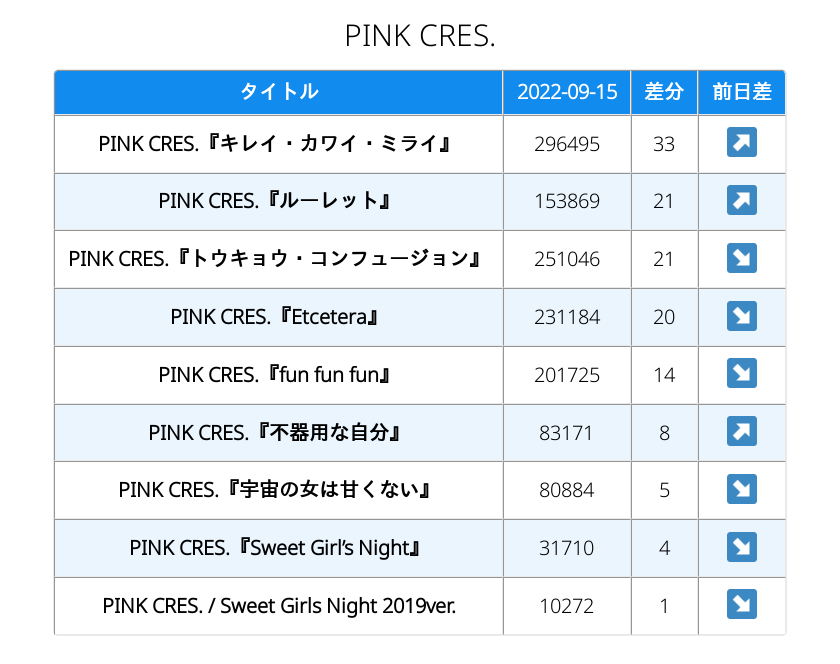 PINK CRES.
タイトル 2022-09-15 差分 前日差
PINK CRES.『キレイ・カワイ・ミライ』 296495 33 ↗
PINK CRES.『ルーレット』 153869 21 ↗
PINK CRES.『トウキョウ・コンフュージョン』 251046 21 ↘
PINK CRES.『Etcetera』 231184 20 ↘
PINK CRES.『fun fun fun』 201725 14 ↘
PINK CRES.『不器用な自分』 83171 8 ↗
PINK CRES.『宇宙の女は甘くない』 80884 5 ↘
PINK CRES.『Sweet Girl’s Night』 31710 4 ↘
PINK CRES. / Sweet Girls Night 2019ver. 10272 1 ↘